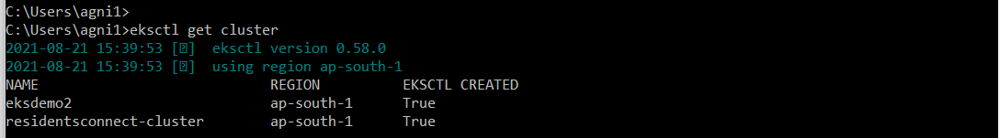 C:\Users\agni1>
C:\Users\agni1>eksctl get cluster
2021-08-21 15:39:53 [�]  eksctl version 0.58.0
2021-08-21 15:39:53 [�]  using region ap-south-1
NAME REGION EKSCTL CREATED
eksdemo2 ap-south-1 True
residentsconnect-cluster ap-south-1 True